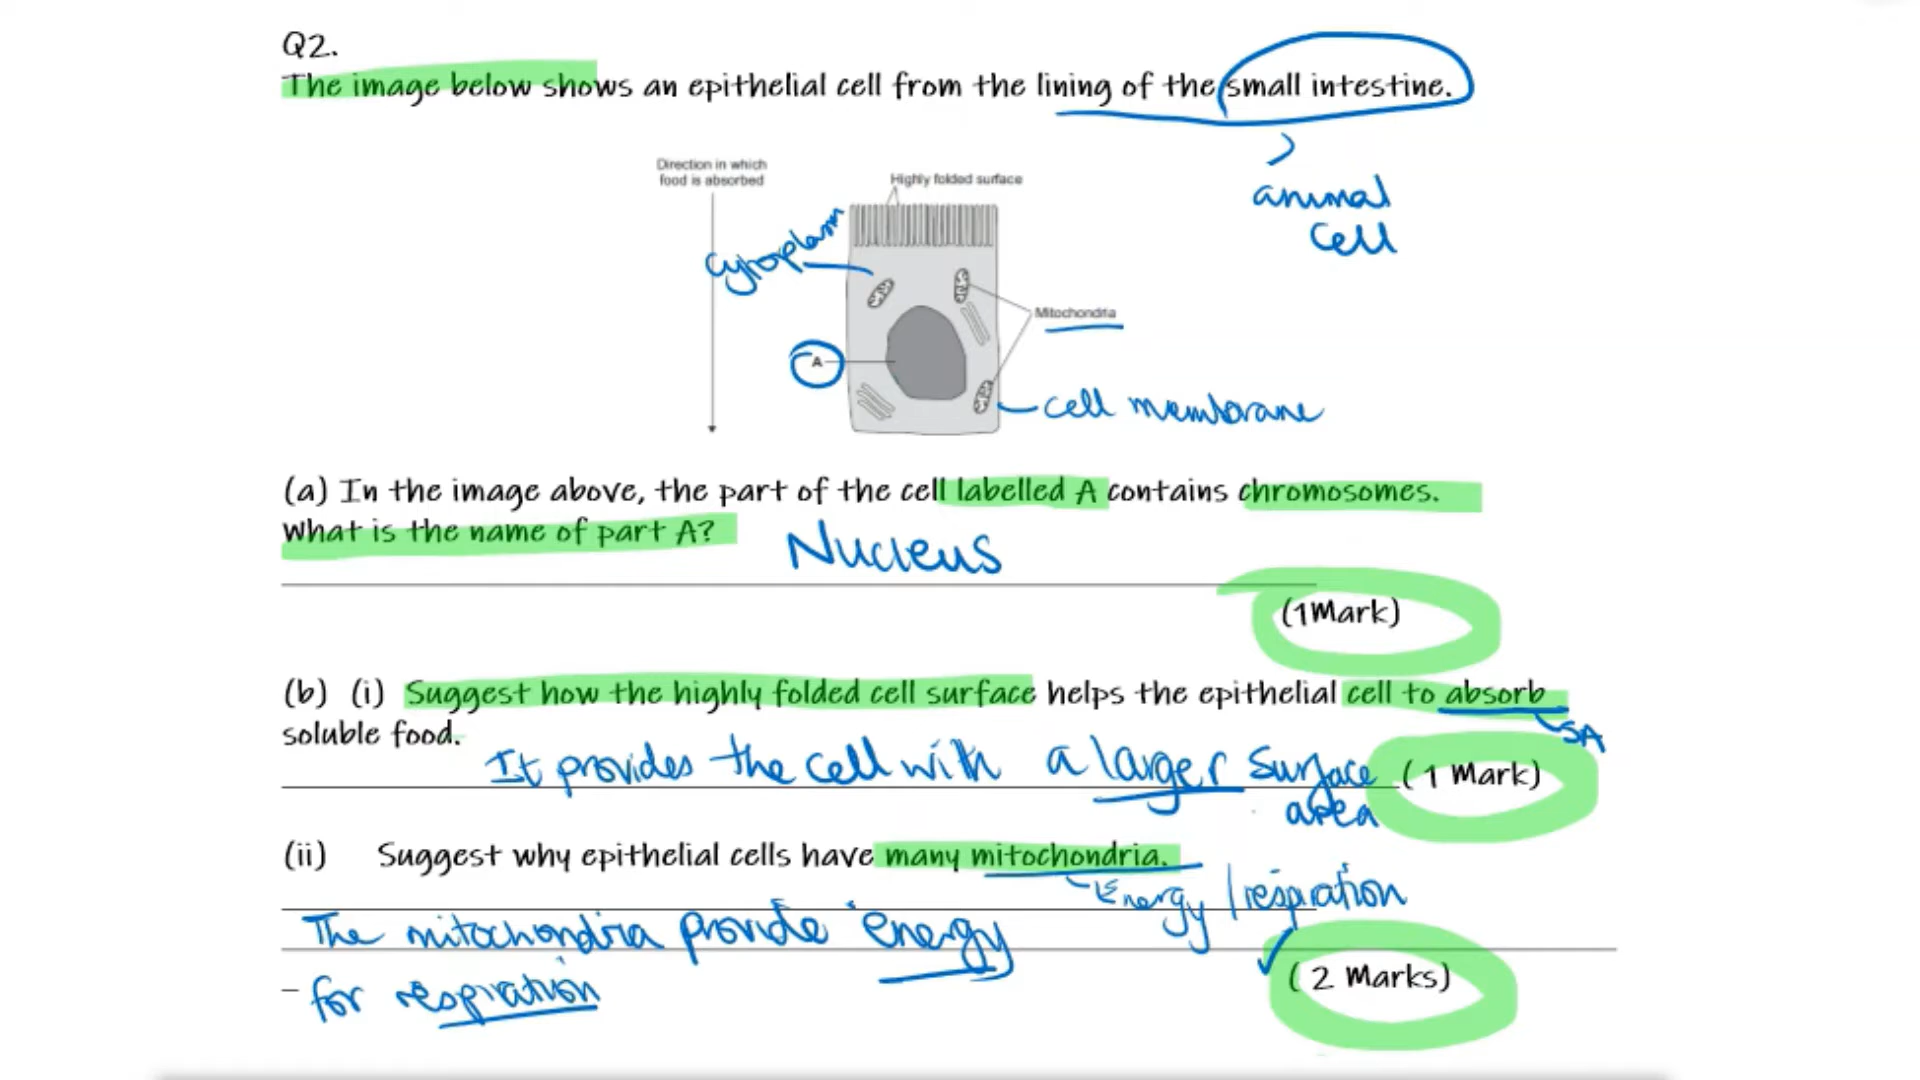 Q2.
The image below shows an epithelial cell from the lining of the small intestine.
animal
cell
Direction in which
food is absorbed
Highly folded surface
cytoplasm
Mitochondria
A
cell membrane
(a) In the image above, the part of the cell labelled A contains chromosomes.
What is the name of part A?
Nucleus
(1 Mark)
(b) (i) Suggest how the highly folded cell surface helps the epithelial cell to absorb
soluble food.
SA
It provides the cell with a larger surface
area
(1 Mark)
(ii) Suggest why epithelial cells have many mitochondria.
Energy / respiration
The mitochondria provide energy
for respiration
(2 Marks)